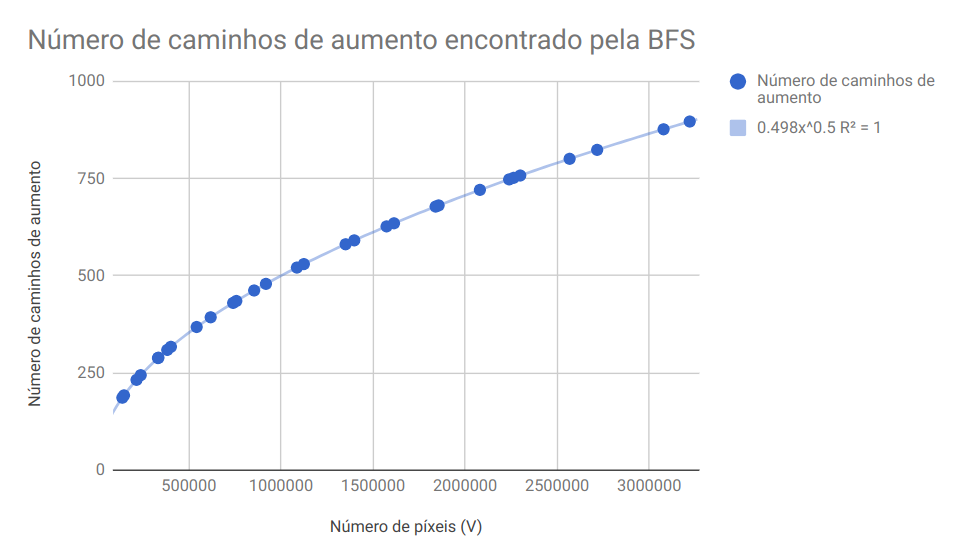 Número de caminhos de aumento encontrado pela BFS
Número de caminhos de aumento
1000
750
500
250
0
500000
1000000
1500000
2000000
2500000
3000000
Número de píxeis (V)
Número de caminhos de
aumento
0.498x^0.5 R² = 1